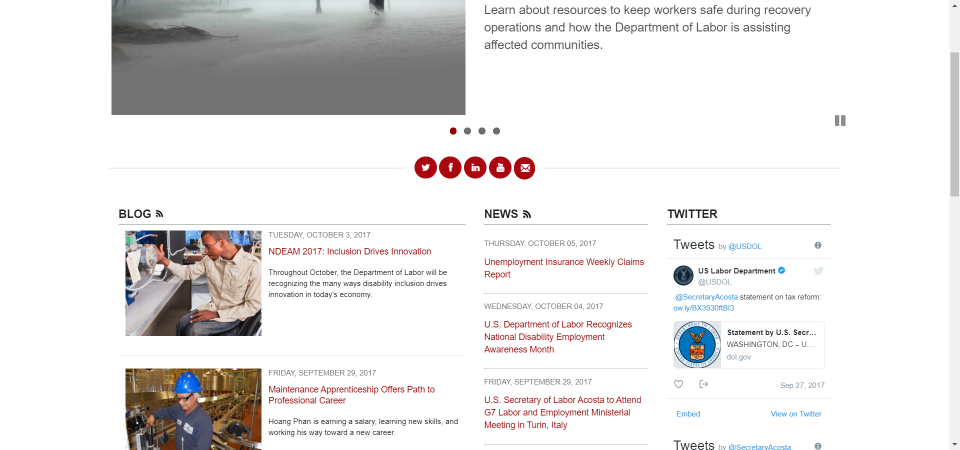 Learn about resources to keep workers safe during recovery
operations and how the Department of Labor is assisting
affected communities.
BLOG
TUESDAY, OCTOBER 3, 2017
NDEAM 2017: Inclusion Drives Innovation
Throughout October, the Department of Labor will be
recognizing the many ways disability inclusion drives
innovation in today's economy.
FRIDAY, SEPTEMBER 29, 2017
Maintenance Apprenticeship Offers Path to
Professional Career
Hoang Phan is earning a salary, learning new skills, and
working his way toward a new career.
NEWS
THURSDAY, OCTOBER 05, 2017
Unemployment Insurance Weekly Claims
Report
WEDNESDAY, OCTOBER 04, 2017
U.S. Department of Labor Recognizes
National Disability Employment
Awareness Month
FRIDAY, SEPTEMBER 29, 2017
U.S. Secretary of Labor Acosta to Attend
G7 Labor and Employment Ministerial
Meeting in Turin, Italy
TWITTER
Tweets by @USDOL
US Labor Department
@USDOL
.@SecretaryAcosta statement on tax reform:
ow.ly/BX3930ftBI3
Statement by U.S. Secr...
WASHINGTON, DC – U...
dol.gov
Sep 27, 2017
Embed View on Twitter
Tweets by @SecretaryAcosta